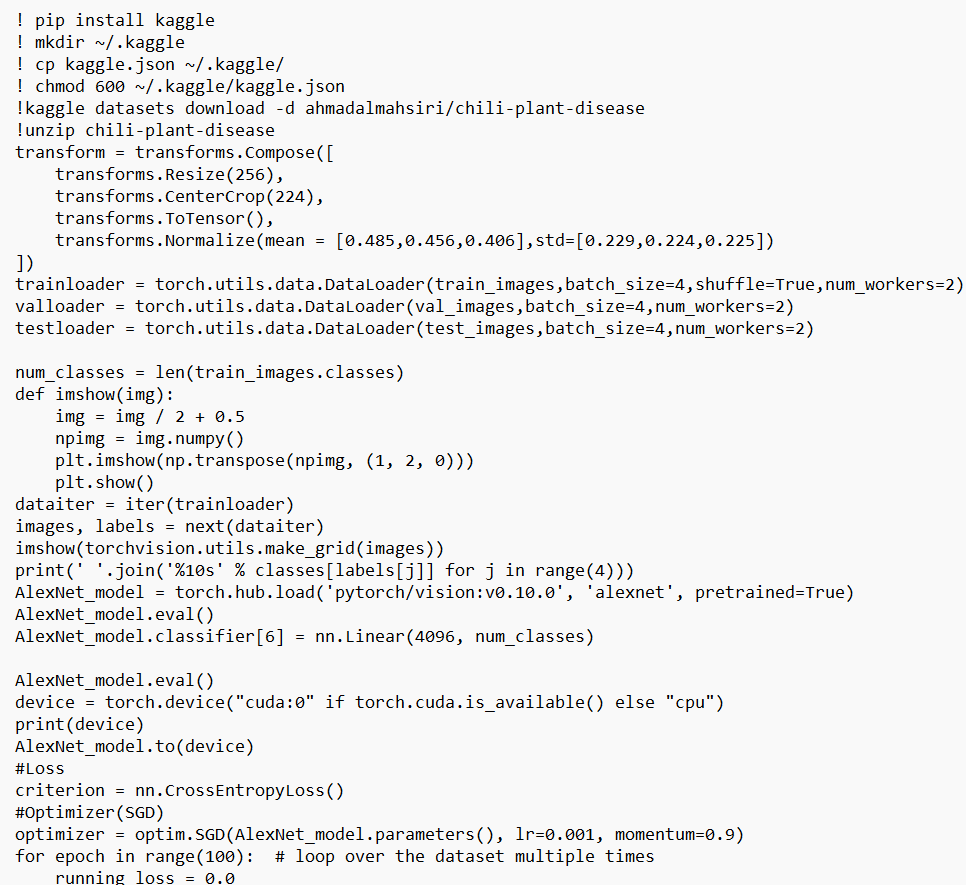 ! pip install kaggle
! mkdir ~/.kaggle
! cp kaggle.json ~/.kaggle/
! chmod 600 ~/.kaggle/kaggle.json
!kaggle datasets download -d ahmadalmahsiri/chili-plant-disease
!unzip chili-plant-disease
transform = transforms.Compose([
    transforms.Resize(256),
    transforms.CenterCrop(224),
    transforms.ToTensor(),
    transforms.Normalize(mean = [0.485,0.456,0.406],std=[0.229,0.224,0.225])
])
trainloader = torch.utils.data.DataLoader(train_images,batch_size=4,shuffle=True,num_workers=2)
valloader = torch.utils.data.DataLoader(val_images,batch_size=4,num_workers=2)
testloader = torch.utils.data.DataLoader(test_images,batch_size=4,num_workers=2)

num_classes = len(train_images.classes)
def imshow(img):
    img = img / 2 + 0.5
    npimg = img.numpy()
    plt.imshow(np.transpose(npimg, (1, 2, 0)))
    plt.show()
dataiter = iter(trainloader)
images, labels = next(dataiter)
imshow(torchvision.utils.make_grid(images))
print(' '.join('%10s' % classes[labels[j]] for j in range(4)))
AlexNet_model = torch.hub.load('pytorch/vision:v0.10.0', 'alexnet', pretrained=True)
AlexNet_model.eval()
AlexNet_model.classifier[6] = nn.Linear(4096, num_classes)

AlexNet_model.eval()
device = torch.device("cuda:0" if torch.cuda.is_available() else "cpu")
print(device)
AlexNet_model.to(device)
#Loss
criterion = nn.CrossEntropyLoss()
#Optimizer(SGD)
optimizer = optim.SGD(AlexNet_model.parameters(), lr=0.001, momentum=0.9)
for epoch in range(100):  # loop over the dataset multiple times
    running_loss = 0.0